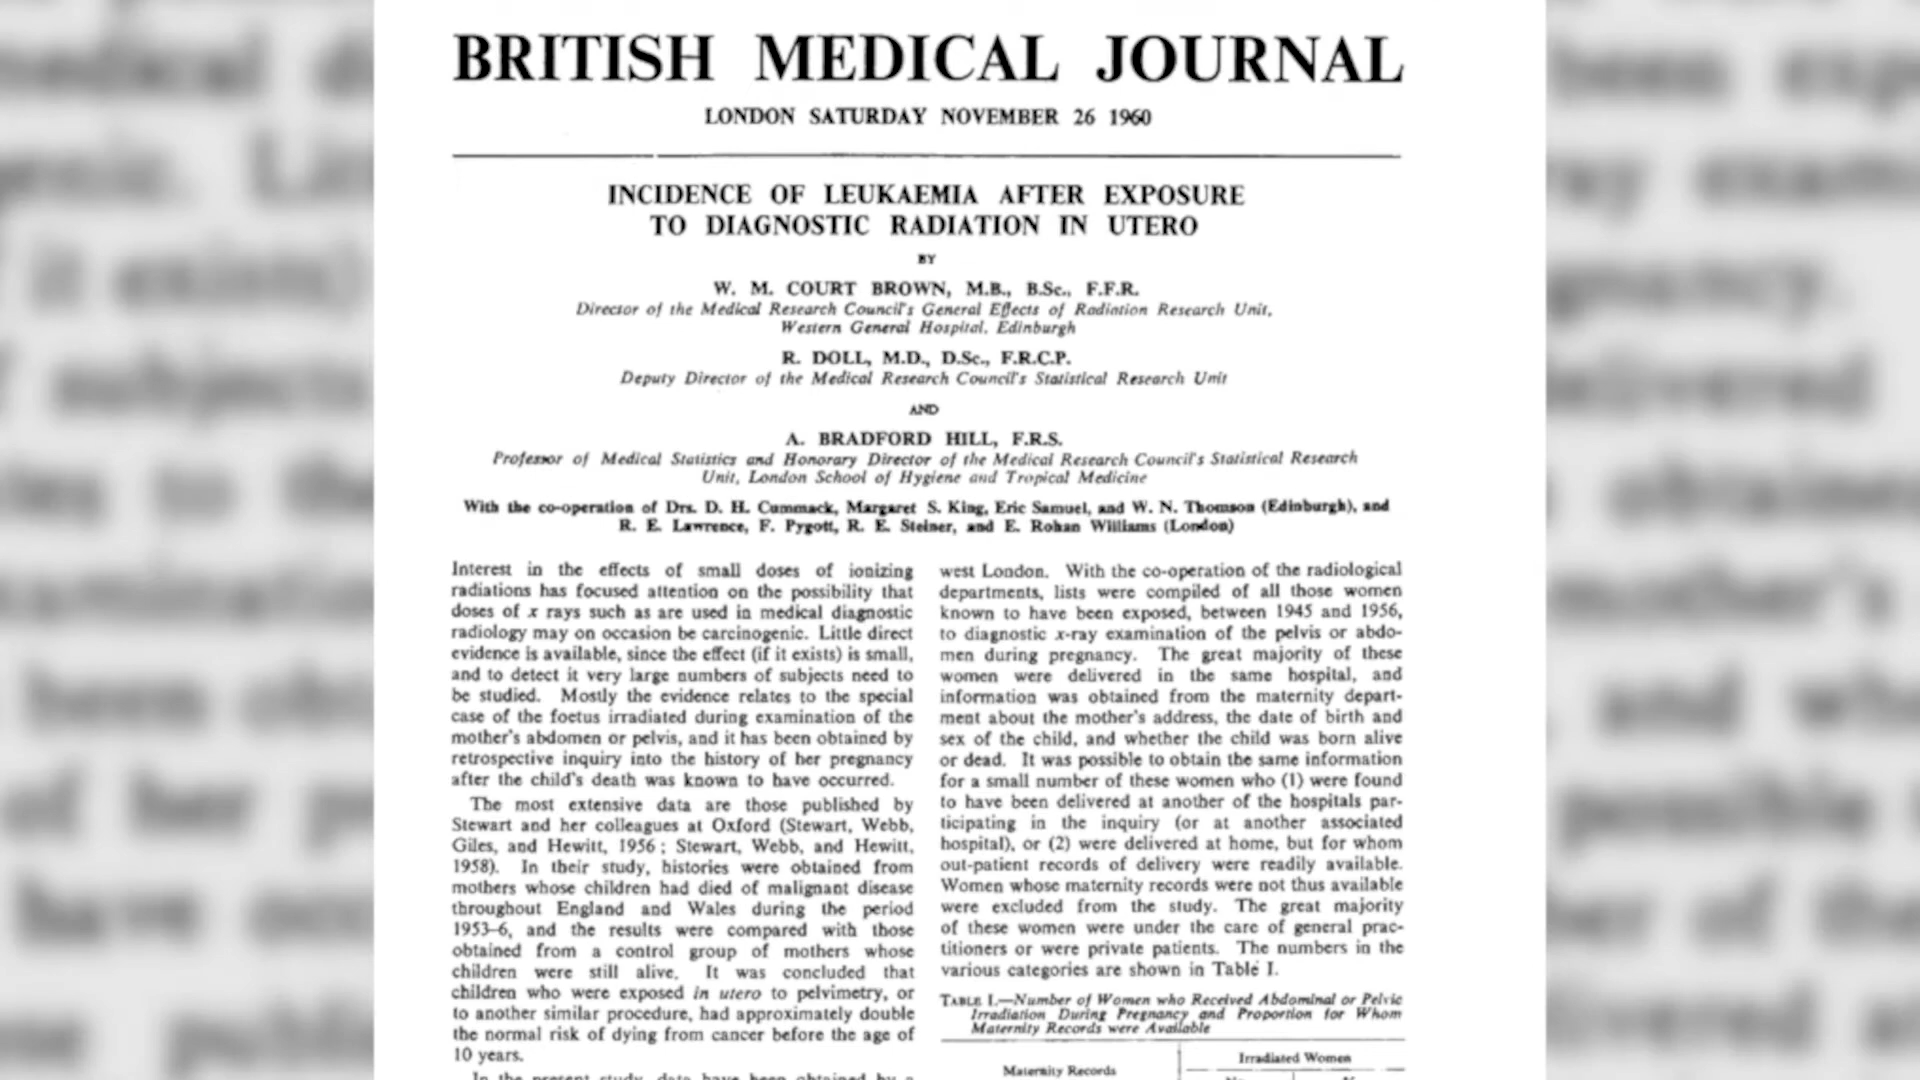 BRITISH MEDICAL JOURNAL
LONDON SATURDAY NOVEMBER 26 1960
INCIDENCE OF LEUKAEMIA AFTER EXPOSURE
TO DIAGNOSTIC RADIATION IN UTERO
BY
W. M. COURT BROWN, M.B., B.Sc., F.F.R.
Director of the Medical Research Council's General Effects of Radiation Research Unit,
Western General Hospital, Edinburgh
R. DOLL, M.D., D.Sc., F.R.C.P.
Deputy Director of the Medical Research Council's Statistical Research Unit
AND
A. BRADFORD HILL, F.R.S.
Professor of Medical Statistics and Honorary Director of the Medical Research Council's Statistical Research
Unit, London School of Hygiene and Tropical Medicine
With the co-operation of Drs. D. H. Cummack, Margaret S. King, Eric Samuel, and W. N. Thomson (Edinburgh), and
R. E. Lawrence, F. Pygott, R. E. Steiner, and E. Rohan Williams (London)
Interest in the effects of small doses of ionizing
radiations has focused attention on the possibility that
doses of x rays such as are used in medical diagnostic
radiology may on occasion be carcinogenic. Little direct
evidence is available, since the effect (if it exists) is small,
and to detect it very large numbers of subjects need to
be studied. Mostly the evidence relates to the special
case of the foetus irradiated during examination of the
mother's abdomen or pelvis, and it has been obtained by
retrospective inquiry into the history of her pregnancy
after the child's death was known to have occurred.
The most extensive data are those published by
Stewart and her colleagues at Oxford (Stewart, Webb,
Giles, and Hewitt, 1956 ; Stewart, Webb, and Hewitt,
1958). In their study, histories were obtained from
mothers whose children had died of malignant disease
throughout England and Wales during the period
1953–6, and the results were compared with those
obtained from a control group of mothers whose
children were still alive. It was concluded that
children who were exposed in utero to pelvimetry, or
to another similar procedure, had approximately double
the normal risk of dying from cancer before the age of
10 years.
In the present study, data have been obtained by a
west London. With the co-operation of the radiological
departments, lists were compiled of all those women
known to have been exposed, between 1945 and 1956,
to diagnostic x-ray examination of the pelvis or abdo-
men during pregnancy. The great majority of these
women were delivered in the same hospital, and
information was obtained from the maternity depart-
ment about the mother's address, the date of birth and
sex of the child, and whether the child was born alive
or dead. It was possible to obtain the same information
for a small number of these women who (1) were found
to have been delivered at another of the hospitals par-
ticipating in the inquiry (or at another associated
hospital), or (2) were delivered at home, but for whom
out-patient records of delivery were readily available.
Women whose maternity records were not thus available
were excluded from the study. The great majority
of these women were under the care of general prac-
titioners or were private patients. The numbers in the
various categories are shown in Table I.
TABLE I.—Number of Women who Received Abdominal or Pelvic
Irradiation During Pregnancy and Proportion for Whom
Maternity Records were Available
Maternity Records
Irradiated Women